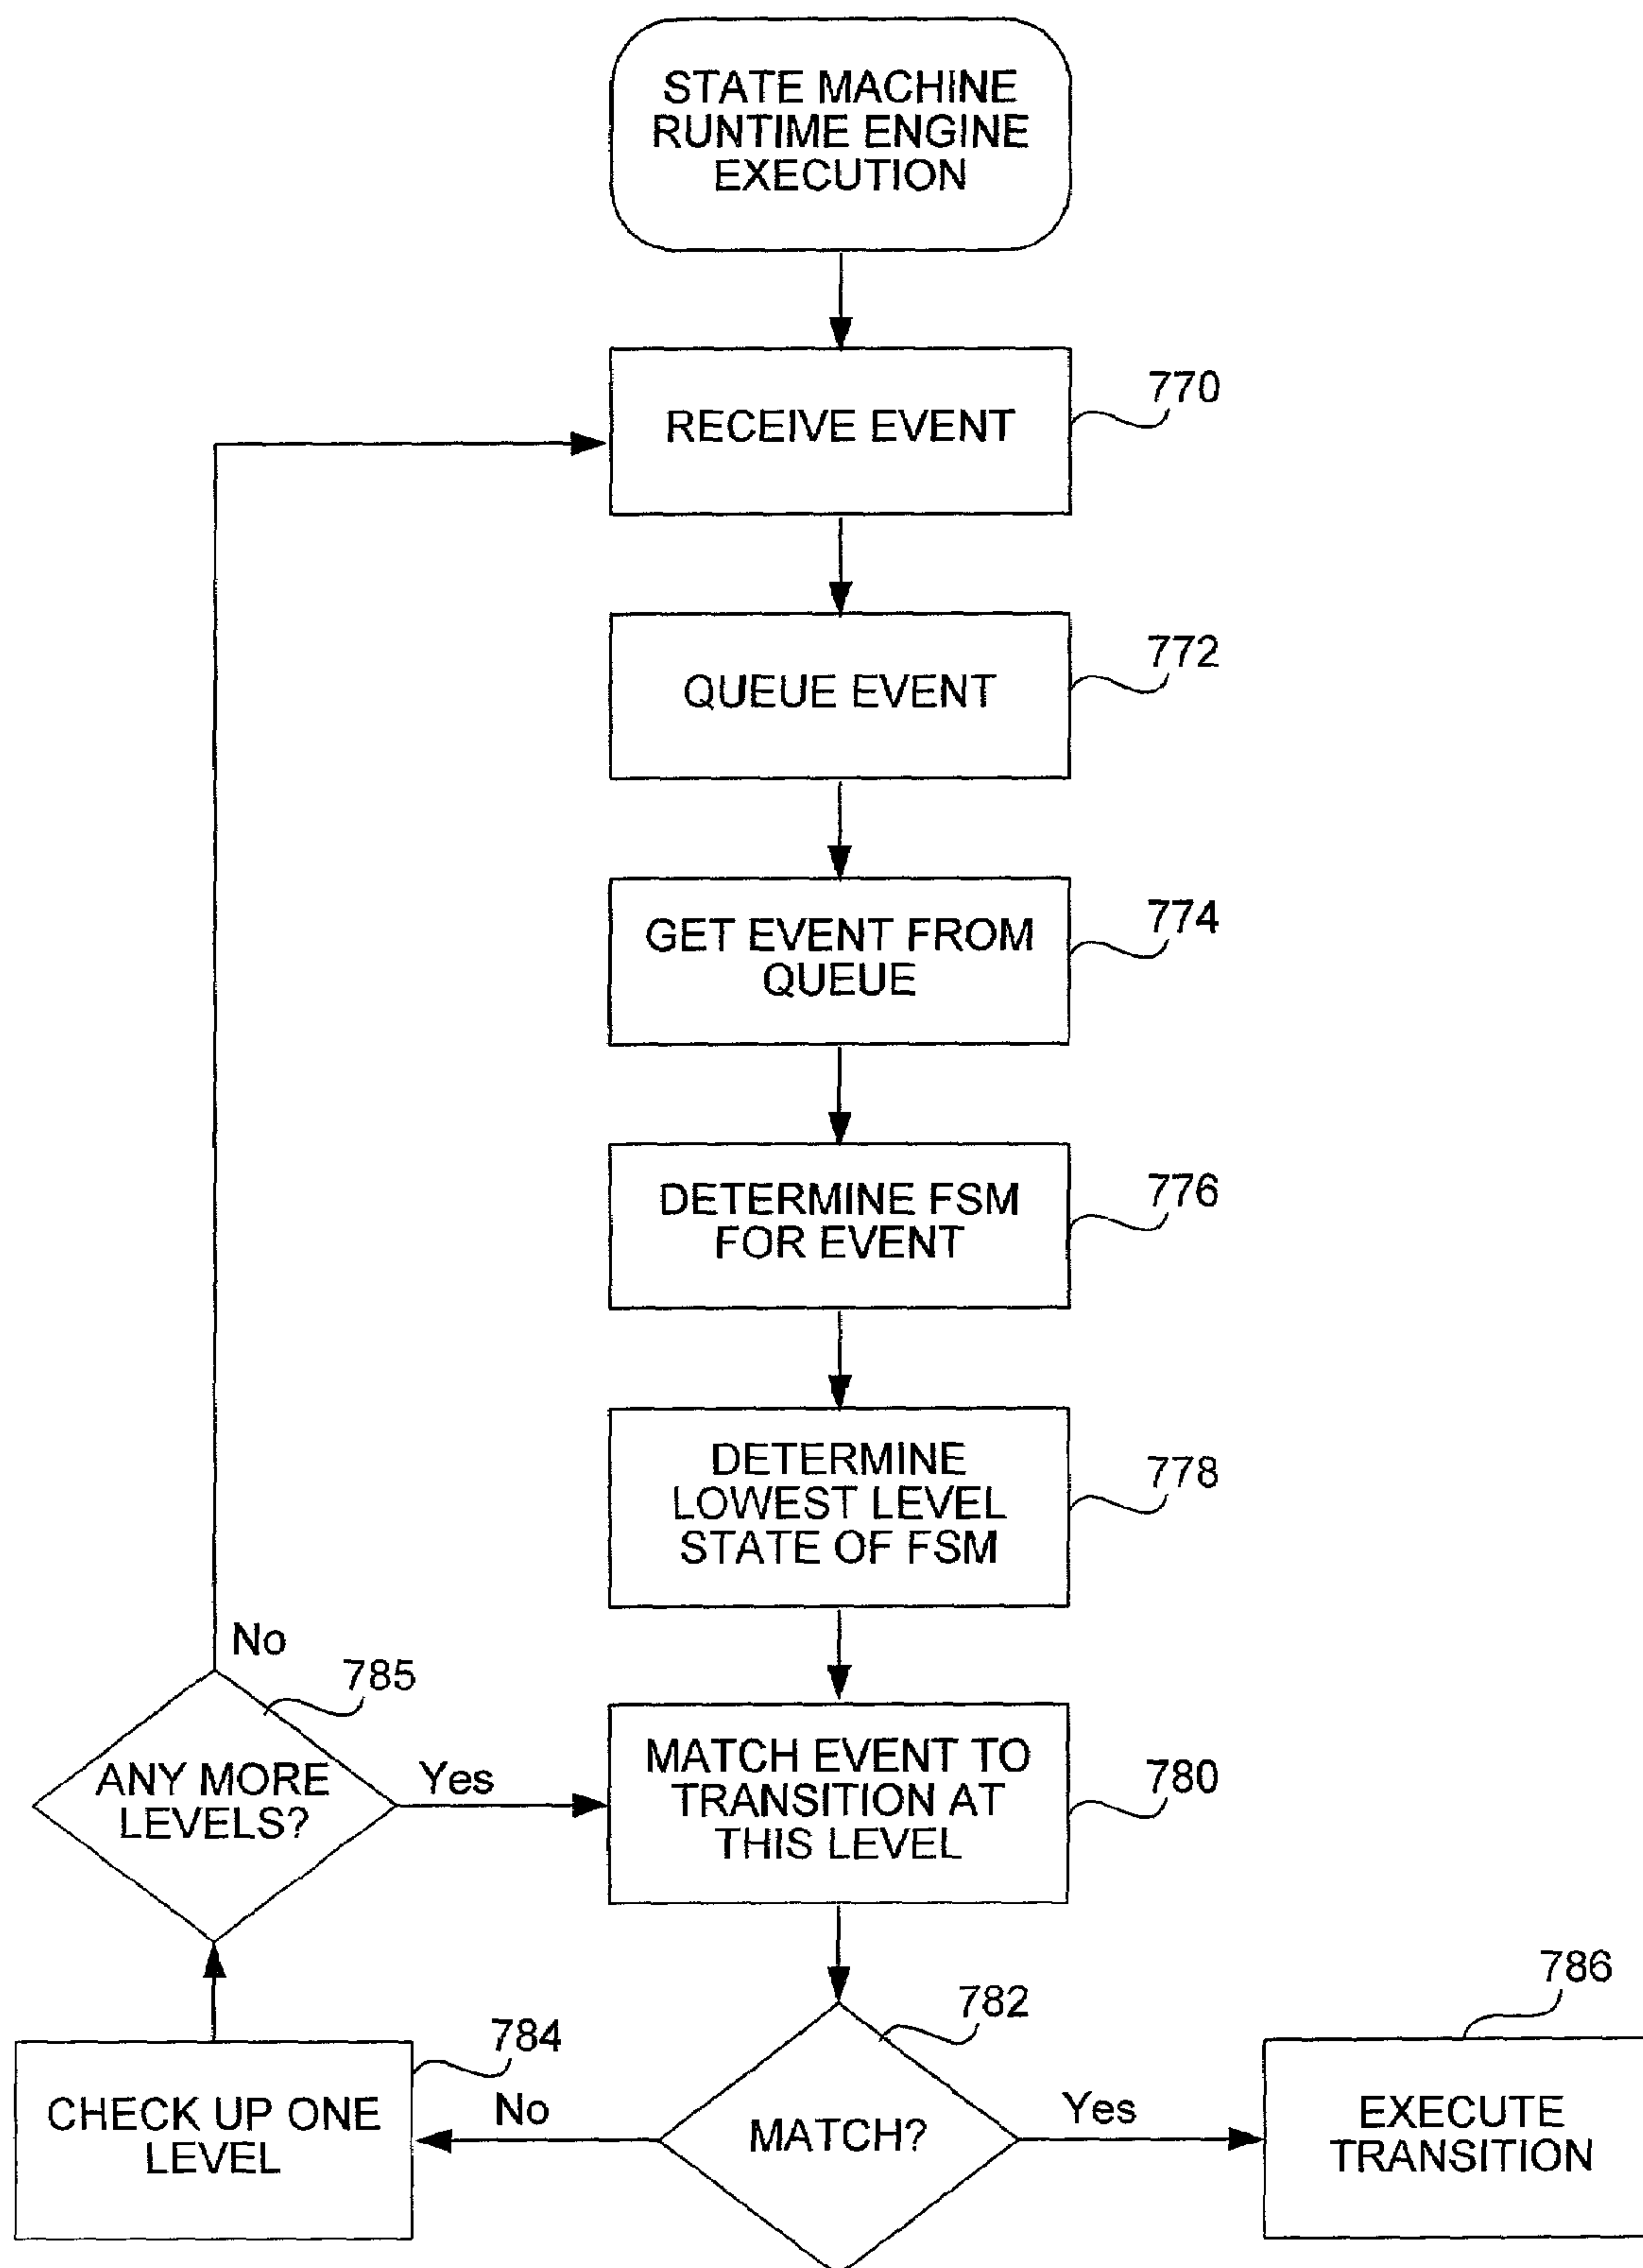 STATE MACHINE
RUNTIME ENGINE
EXECUTION
770
RECEIVE EVENT
772
QUEUE EVENT
774
GET EVENT FROM
QUEUE
776
DETERMINE FSM
FOR EVENT
778
DETERMINE
LOWEST LEVEL
STATE OF FSM
No
785
ANY MORE
LEVELS?
Yes
MATCH EVENT TO
TRANSITION AT
THIS LEVEL
780
784
CHECK UP ONE
LEVEL
No
782
MATCH?
Yes
786
EXECUTE
TRANSITION